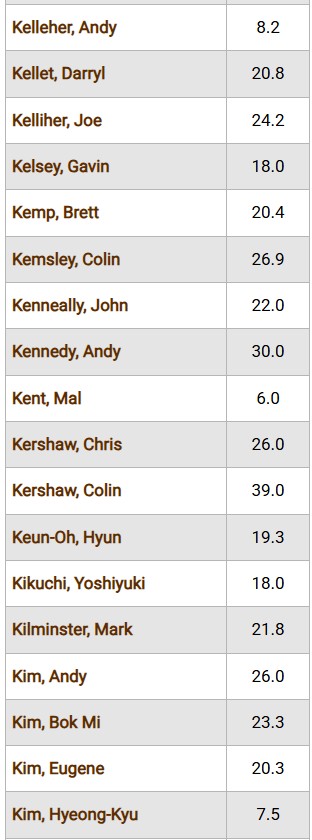 Kelleher, Andy 8.2
Kellet, Darryl 20.8
Kelliher, Joe 24.2
Kelsey, Gavin 18.0
Kemp, Brett 20.4
Kemsley, Colin 26.9
Kenneally, John 22.0
Kennedy, Andy 30.0
Kent, Mal 6.0
Kershaw, Chris 26.0
Kershaw, Colin 39.0
Keun-Oh, Hyun 19.3
Kikuchi, Yoshiyuki 18.0
Kilminster, Mark 21.8
Kim, Andy 26.0
Kim, Bok Mi 23.3
Kim, Eugene 20.3
Kim, Hyeong-Kyu 7.5